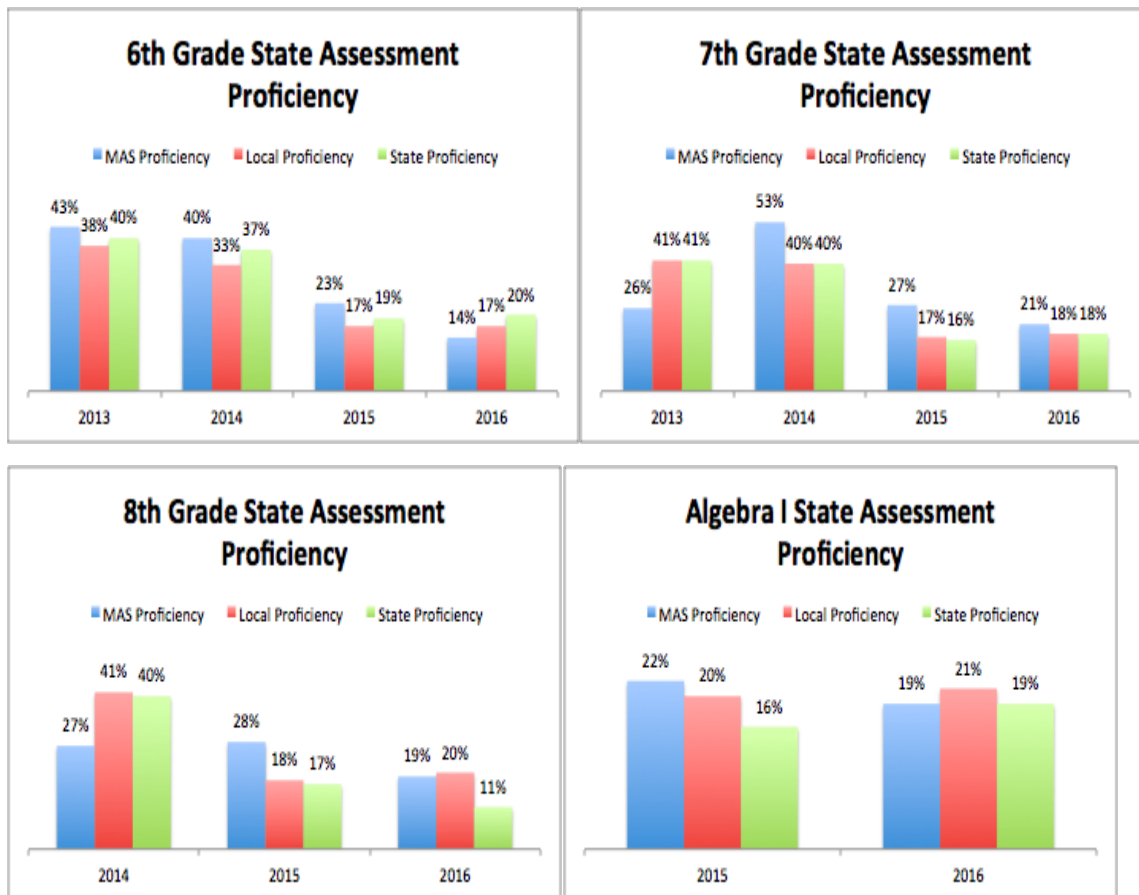 6th Grade State Assessment
Proficiency
MAS Proficiency Local Proficiency State Proficiency
43% 38% 40% 40% 33% 37% 23% 17% 19% 14% 17% 20%
2013 2014 2015 2016
7th Grade State Assessment
Proficiency
MAS Proficiency Local Proficiency State Proficiency
26% 41% 41% 53% 40% 40% 27% 17% 16% 21% 18% 18%
2013 2014 2015 2016
8th Grade State Assessment
Proficiency
MAS Proficiency Local Proficiency State Proficiency
27% 41% 40% 28% 18% 17% 19% 20% 11%
2014 2015 2016
Algebra I State Assessment
Proficiency
MAS Proficiency Local Proficiency State Proficiency
22% 20% 16% 19% 21% 19%
2015 2016